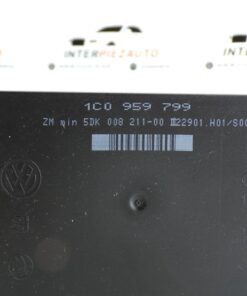 INTERPIEZAUTO
1C0 959 799
ZM min 5DK 008 211-00